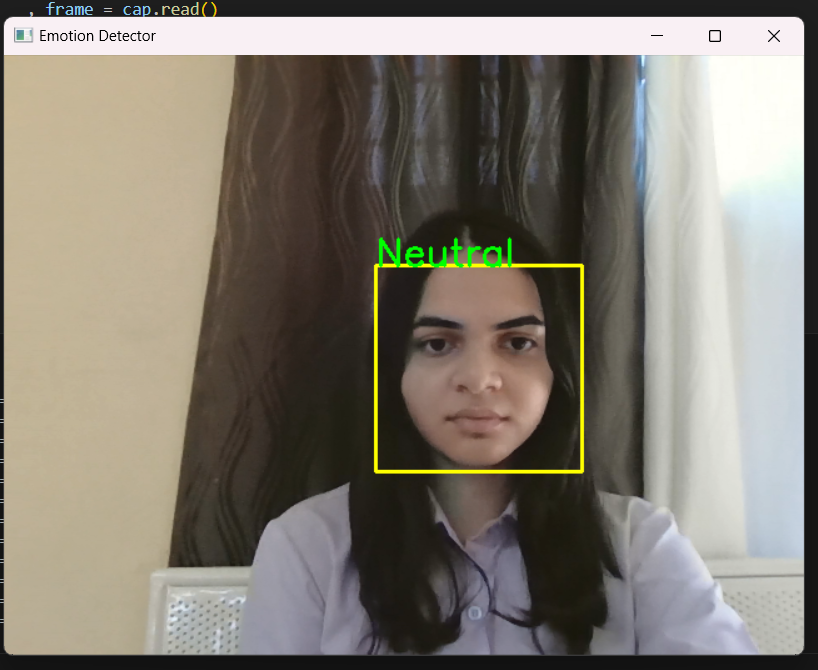 , frame = cap.read()
Emotion Detector
Neutral